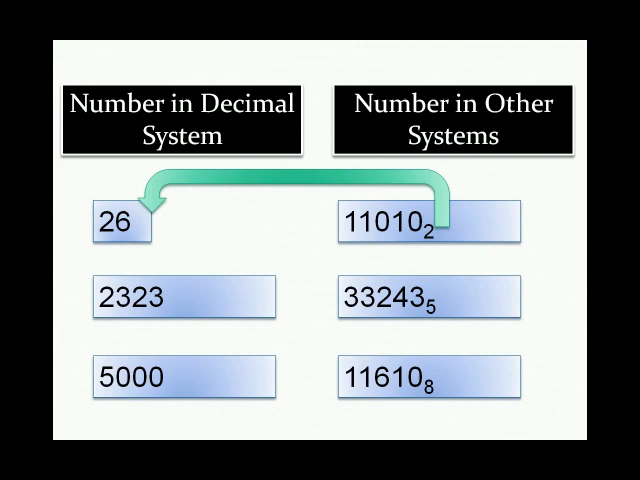 Number in Decimal
System
Number in Other
Systems
26
11010₂
2323
33243₅
5000
11610₈